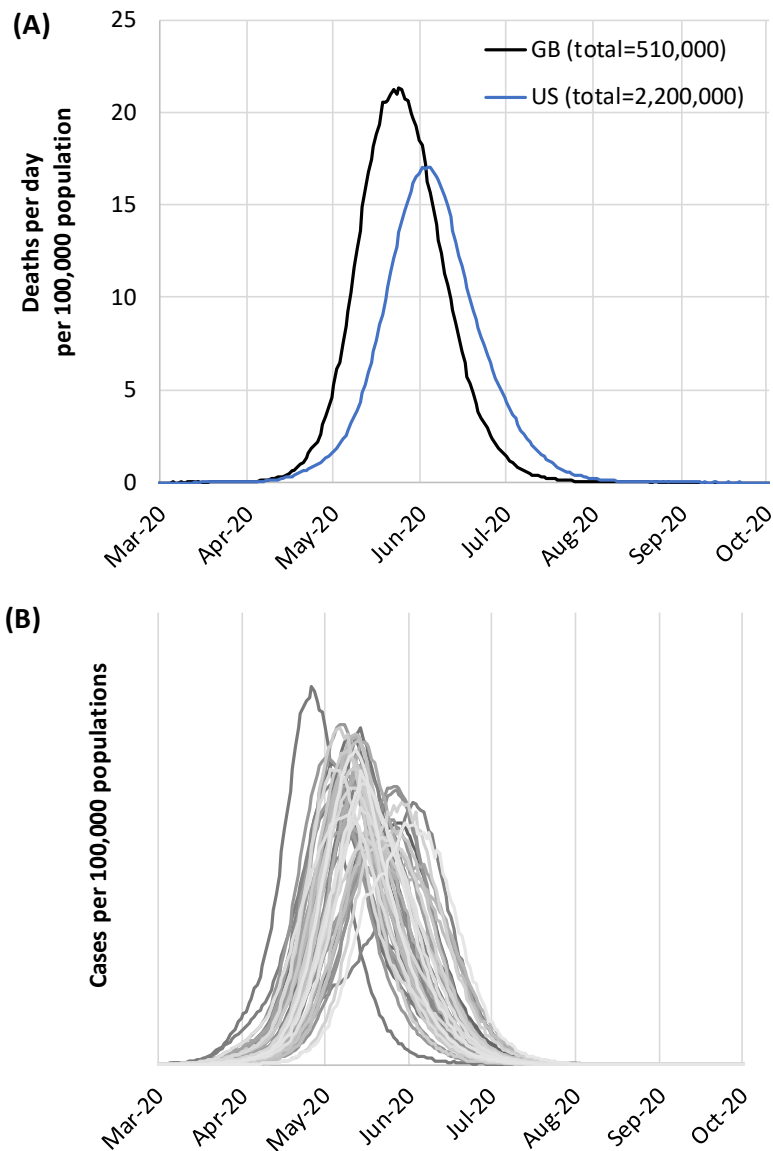 (A)
Deaths per day
per 100,000 population
25
20
15
10
5
0
GB (total=510,000)
US (total=2,200,000)
Mar-20
Apr-20
May-20
Jun-20
Jul-20
Aug-20
Sep-20
Oct-20
(B)
Cases per 100,000 populations
Mar-20
Apr-20
May-20
Jun-20
Jul-20
Aug-20
Sep-20
Oct-20